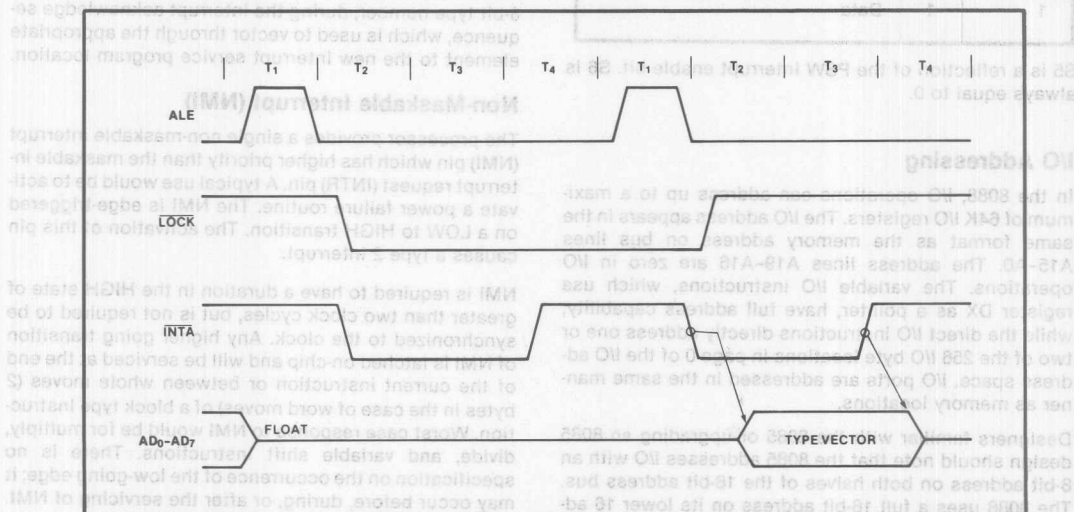 T1 T2 T3 T4 T1 T2 T3 T4
ALE
LOCK
INTA
AD0-AD7
FLOAT
TYPE VECTOR
1 1 Data
S5 is a reflection of the PSW interrupt enable bit. S6 is
always equal to 0.
I/O Addressing
In the 8088, I/O operations can address up to a maxi-
mum of 64K I/O registers. The I/O address appears in the
same format as the memory address on bus lines
A15-A0. The address lines A19-A16 are zero in I/O
operations. The variable I/O instructions, which use
register DX as a pointer, have full address capability,
while the direct I/O instructions directly address one or
two of the 256 I/O byte locations in page 0 of the I/O ad-
dress space. I/O ports are addressed in the same man-
ner as memory locations.
Designers familiar with the 8085 or upgrading an 8085
design should note that the 8085 addresses I/O with an
8-bit address on both halves of the 16-bit address bus.
The 8088 uses a full 16-bit address on its lower 16 ad-
8-bit type number, during the interrupt acknowledge se-
quence, which is used to vector through the appropriate
element to the new interrupt service program location.
Non-Maskable Interrupt (NMI)
The processor provides a single non-maskable interrupt
(NMI) pin which has higher priority than the maskable in-
terrupt request (INTR) pin. A typical use would be to acti-
vate a power failure routine. The NMI is edge-triggered
on a LOW to HIGH transition. The activation of this pin
causes a type 2 interrupt.
NMI is required to have a duration in the HIGH state of
greater than two clock cycles, but is not required to be
synchronized to the clock. Any higher going transition
of NMI is latched on-chip and will be serviced at the end
of the current instruction or between whole moves (2
bytes in the case of word moves) of a block type instruc-
tion. Worst case response to NMI would be for multiply,
divide, and variable shift instructions. There is no
specification on the occurrence of the low-going edge; it
may occur before, during, or after the servicing of NMI.